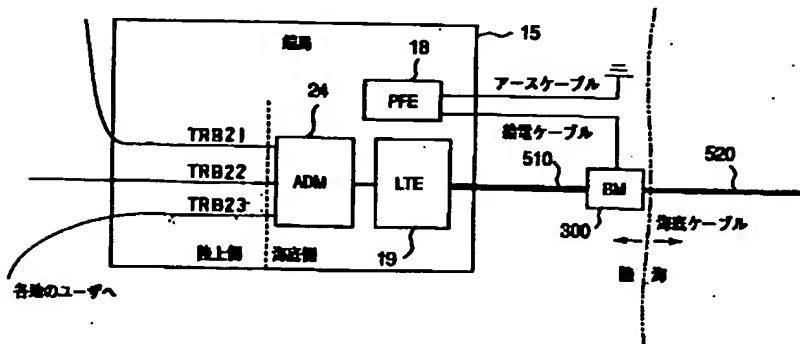 端局
15
18
PFE
アースケーブル
給電ケーブル
24
TRB21
TRB22
TRB23
ADM
LTE
19
510
BM
300
520
海底ケーブル
陸上側
海底側
陸
海
各地のユーザへ